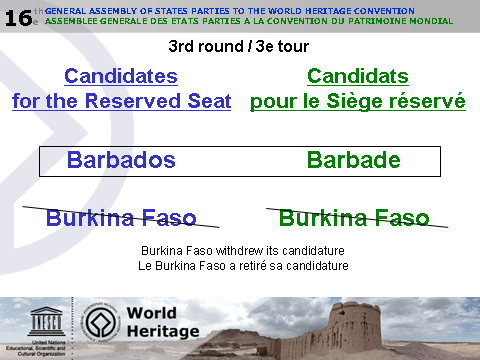 16th e GENERAL ASSEMBLY OF STATES PARTIES TO THE WORLD HERITAGE CONVENTION
ASSEMBLEE GENERALE DES ETATS PARTIES A LA CONVENTION DU PATRIMOINE MONDIAL
3rd round / 3e tour
Candidates Candidats
for the Reserved Seat pour le Siège réservé
Barbados Barbade
Burkina Faso Burkina Faso
Burkina Faso withdrew its candidature
Le Burkina Faso a retiré sa candidature
UNESCO
United Nations
Educational, Scientific and
Cultural Organization
World
Heritage